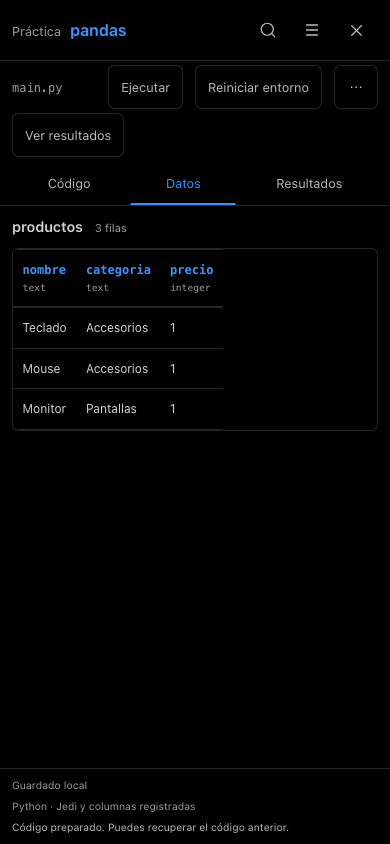 Práctica pandas
main.py Ejecutar Reiniciar entorno ...
Ver resultados
Código Datos Resultados
productos 3 filas
nombre categoria precio
text text integer
Teclado Accesorios 1
Mouse Accesorios 1
Monitor Pantallas 1
Guardado local
Python · Jedi y columnas registradas
Código preparado. Puedes recuperar el código anterior.